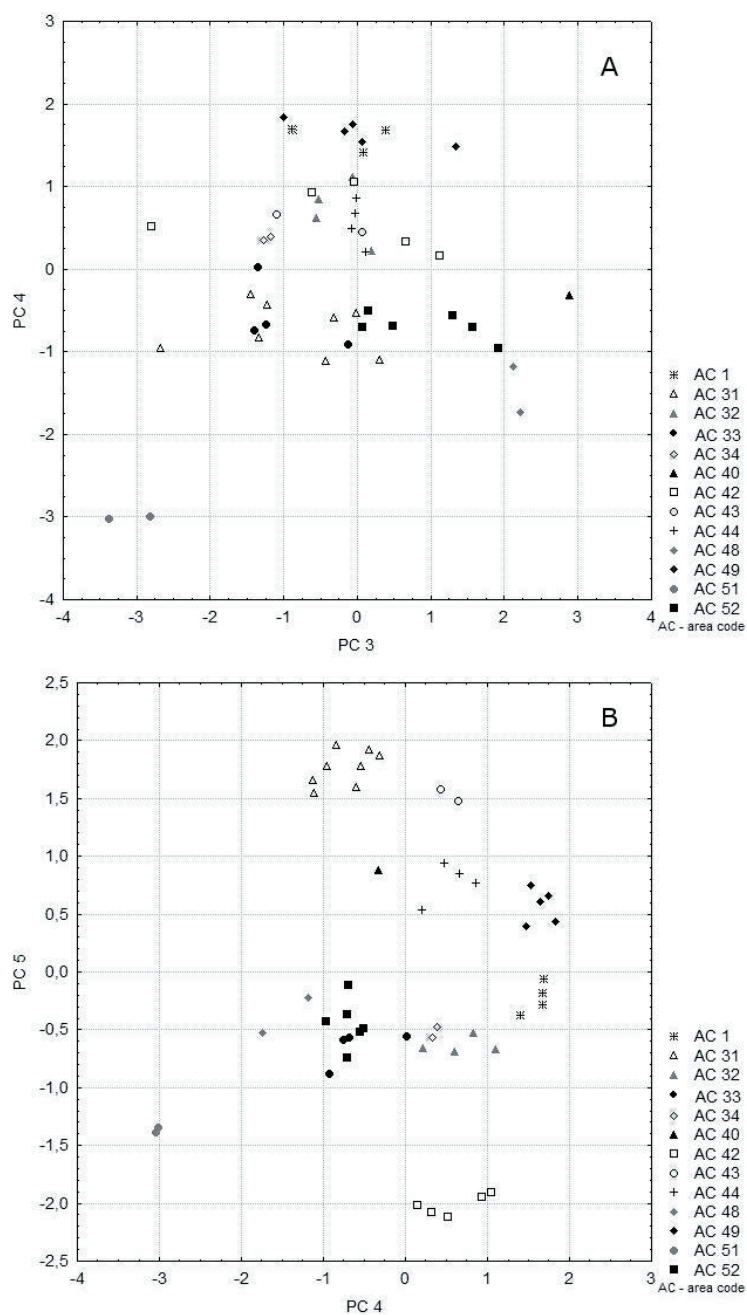 A
4
3
2
1
0
-1
-2
-3
-4
PC 4
-4 -3 -2 -1 0 1 2 3 4
PC 3
AC 1
AC 31
AC 32
AC 33
AC 34
AC 40
AC 42
AC 43
AC 44
AC 48
AC 49
AC 51
AC 52
AC - area code
B
2,5
2,0
1,5
1,0
0,5
0,0
-0,5
-1,0
-1,5
-2,0
-2,5
PC 5
-4 -3 -2 -1 0 1 2 3
PC 4
AC 1
AC 31
AC 32
AC 33
AC 34
AC 40
AC 42
AC 43
AC 44
AC 48
AC 49
AC 51
AC 52
AC - area code